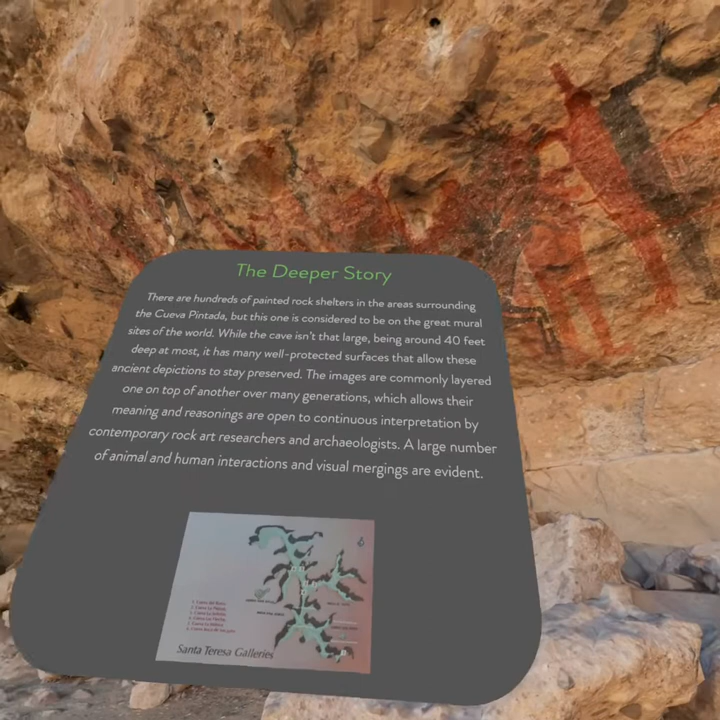 The Deeper Story
There are hundreds of painted rock shelters in the areas surrounding
the Cueva Pintada, but this one is considered to be on the great mural
sites of the world. While the cave isn't that large, being around 40 feet
deep at most, it has many well-protected surfaces that allow these
ancient depictions to stay preserved. The images are commonly layered
one on top of another over many generations, which allows their
meaning and reasonings are open to continuous interpretation by
contemporary rock art researchers and archaeologists. A large number
of animal and human interactions and visual mergings are evident.
Santa Teresa Galleries